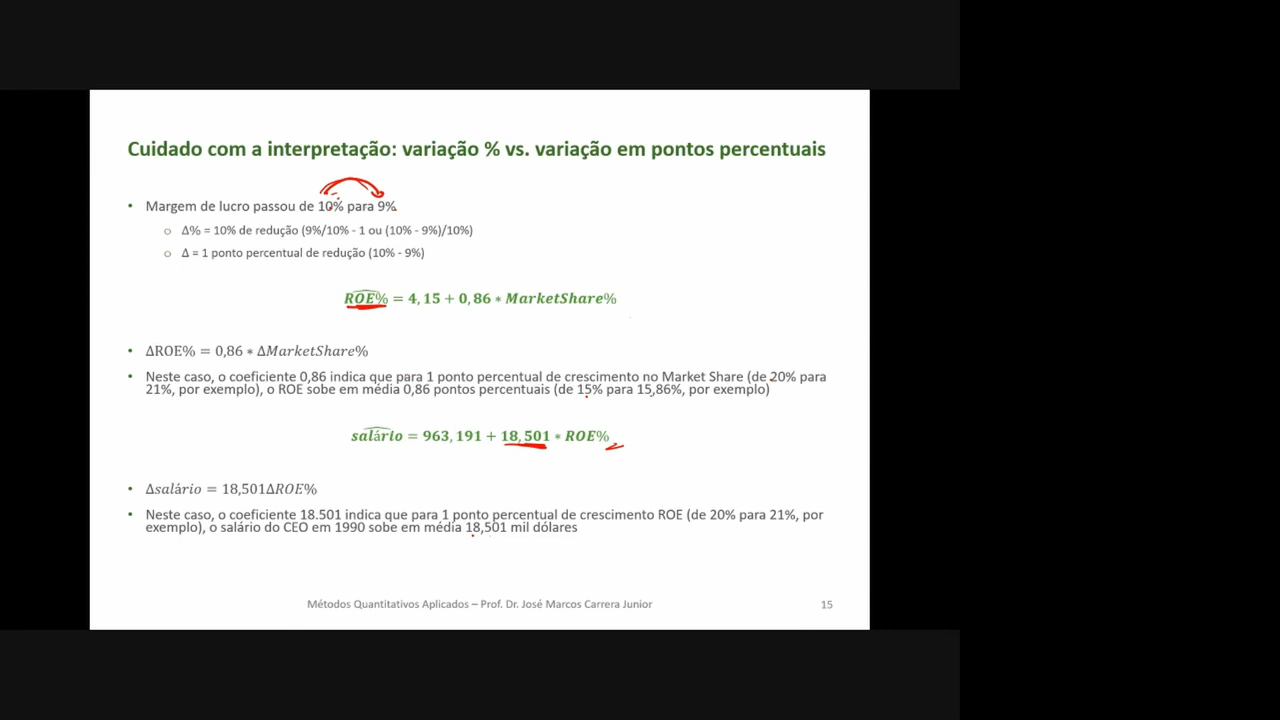 Cuidado com a interpretação: variação % vs. variação em pontos percentuais
• Margem de lucro passou de 10% para 9%.
o Δ% = 10% de redução (9%/10% - 1 ou (10% - 9%)/10%)
o Δ = 1 ponto percentual de redução (10% - 9%)
ROE% = 4,15 + 0,86 ∗ MarketShare%
• ΔROE% = 0,86 ∗ ΔMarketShare%
• Neste caso, o coeficiente 0,86 indica que para 1 ponto percentual de crescimento no Market Share (de 20% para
21%, por exemplo), o ROE sobe em média 0,86 pontos percentuais (de 15% para 15,86%, por exemplo)
salário = 963,191 + 18,501 ∗ ROE%
• Δsalário = 18,501ΔROE%
• Neste caso, o coeficiente 18.501 indica que para 1 ponto percentual de crescimento ROE (de 20% para 21%, por
exemplo), o salário do CEO em 1990 sobe em média 18,501 mil dólares
Métodos Quantitativos Aplicados – Prof. Dr. José Marcos Carrera Junior
15